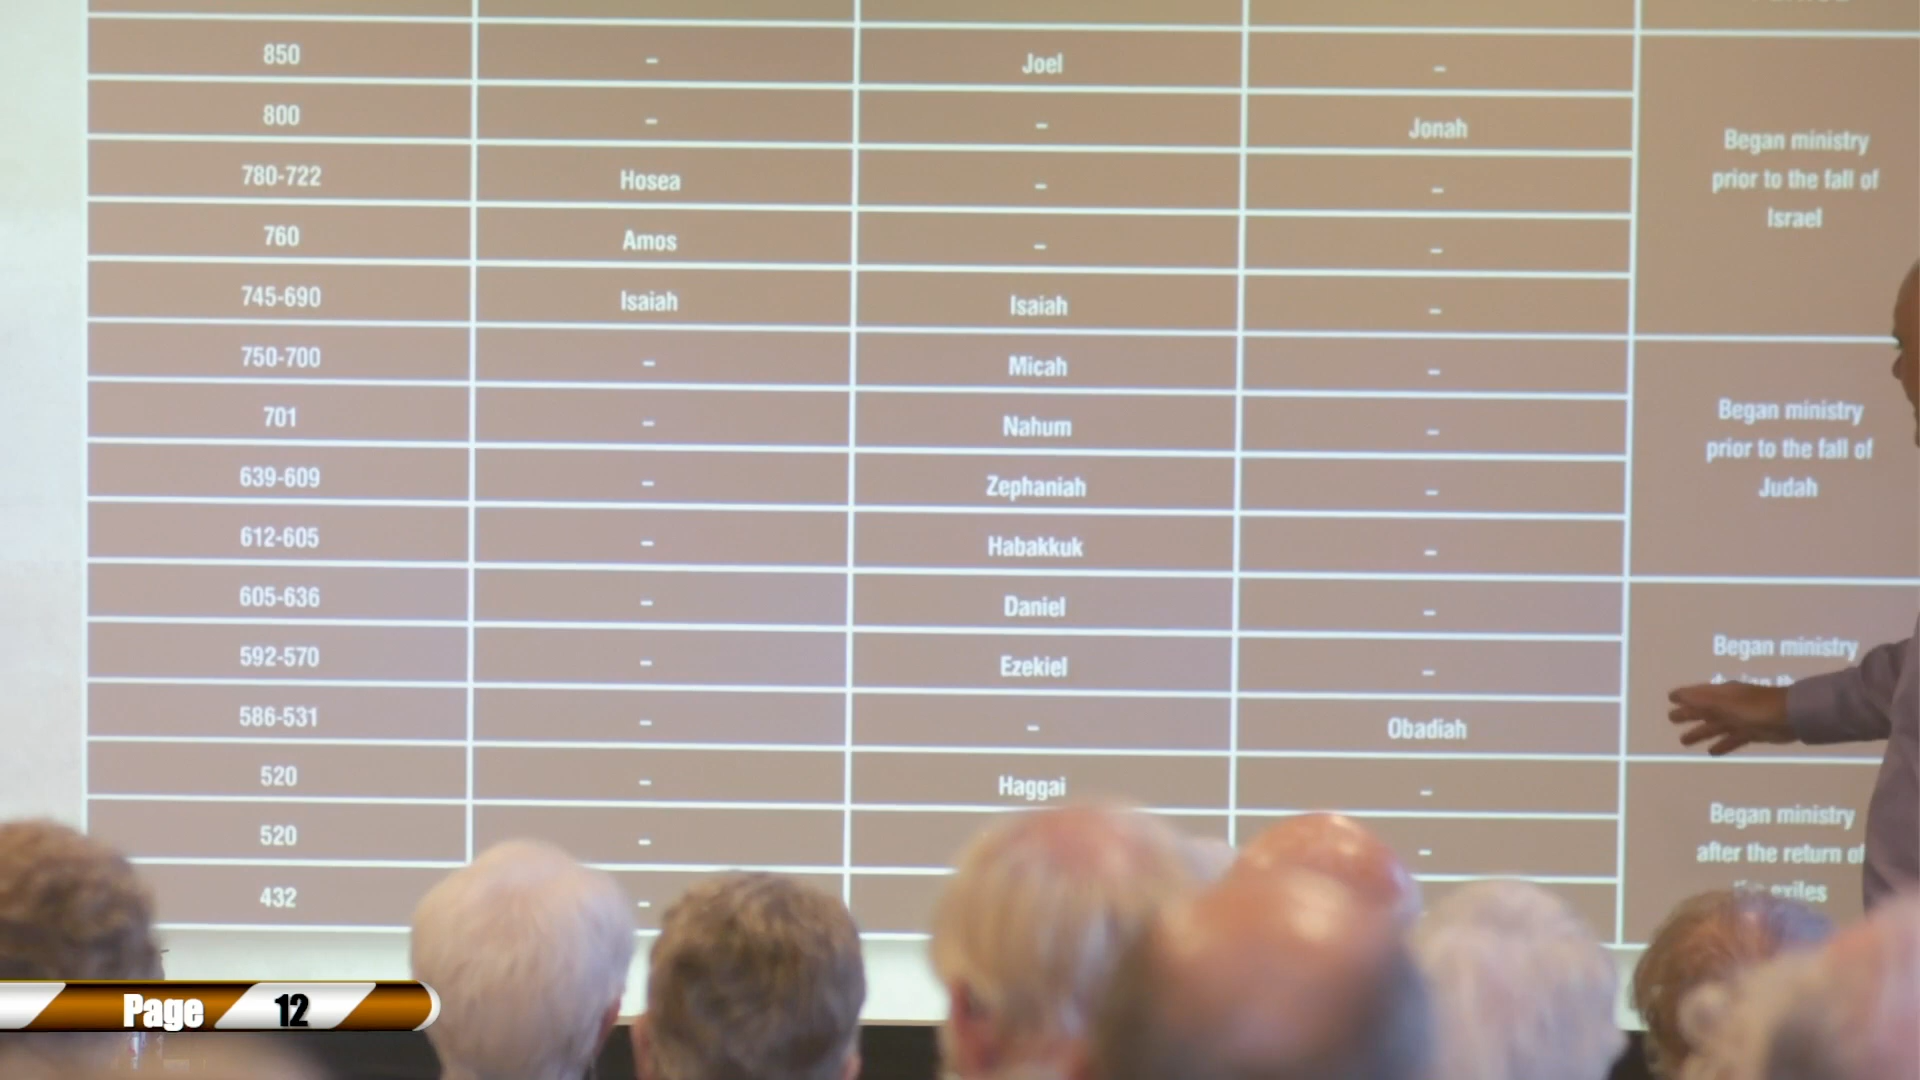 850 – Joel –
800 – – Jonah
Began ministry
prior to the fall of
Israel
780-722 Hosea – –
760 Amos – –
745-690 Isaiah Isaiah –
750-700 – Micah –
701 – Nahum –
Began ministry
prior to the fall of
Judah
639-609 – Zephaniah –
612-605 – Habakkuk –
605-636 – Daniel –
592-570 – Ezekiel –
Began ministry
586-531 – – Obadiah
520 – Haggai –
520 – –
432 –
Began ministry
after the return of
the exiles
Page 12